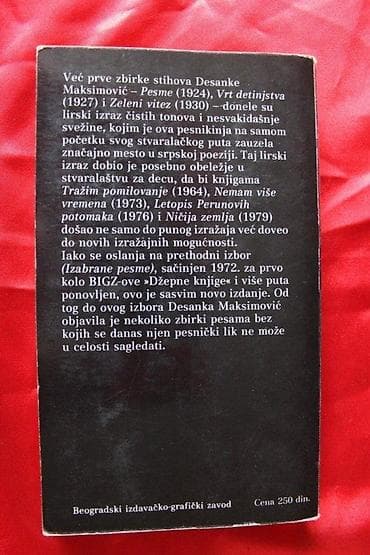 Već prve zbirke stihova Desanke
Maksimović – Pesme (1924), Vrt detinjstva
(1927) i Zeleni vitez (1930) – donele su
lirski izraz čistih tonova i nesvakidašnje
svežine, kojim je ova pesnikinja na samom
početku svog stvaralačkog puta zauzela
značajno mesto u srpskoj poeziji. Taj lirski
izraz dobio je posebno obeležje u
stvaralaštvu za decu, da bi knjigama
Tražim pomilovanje (1964), Nemam više
vremena (1973), Letopis Perunovih
potomaka (1976) i Ničija zemlja (1979)
došao ne samo do punog izražaja već doveo
do novih izražajnih mogućnosti.
Iako se oslanja na prethodni izbor
(Izabrane pesme), sačinjen 1972. za prvo
kolo BIGZ-ove »Džepne knjige« i više puta
ponovljen, ovo je sasvim novo izdanje. Od
tog do ovog izbora Desanka Maksimović
objavila je nekoliko zbirki pesama bez
kojih se danas njen pesnički lik ne može
u celosti sagledati.
Beogradski izdavačko-grafički zavod
Cena 250 din.